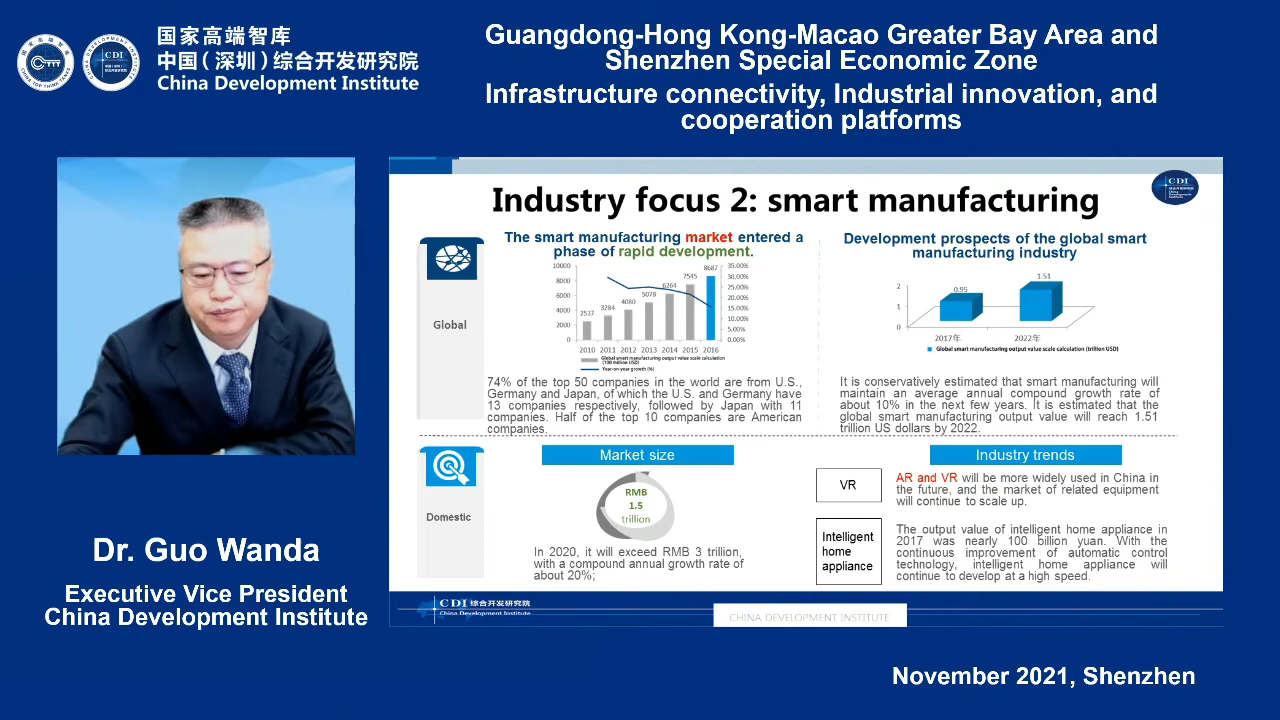 国家高端智库
中国（深圳）综合开发研究院
China Development Institute
Guangdong-Hong Kong-Macao Greater Bay Area and
Shenzhen Special Economic Zone
Infrastructure connectivity, Industrial innovation, and
cooperation platforms
Industry focus 2: smart manufacturing
CDI
The smart manufacturing market entered a
phase of rapid development.
10000
8000
6000
4000
2000
0
2537
3284
4080
5078
6264
7545
8687
35.00%
30.00%
25.00%
20.00%
15.00%
10.00%
5.00%
0.00%
2010 2011 2012 2013 2014 2015 2016
Global smart manufacturing output value scale calculation
(100 million USD)
Year-on-year growth (%)
Global
74% of the top 50 companies in the world are from U.S.,
Germany and Japan, of which the U.S. and Germany have
13 companies respectively, followed by Japan with 11
companies. Half of the top 10 companies are American
companies.
Development prospects of the global smart
manufacturing industry
2
1
0
0.95
1.51
2017年 2022年
Global smart manufacturing output value scale calculation (trillion USD)
It is conservatively estimated that smart manufacturing will
maintain an average annual compound growth rate of
about 10% in the next few years. It is estimated that the
global smart manufacturing output value will reach 1.51
trillion US dollars by 2022.
Domestic
Market size
RMB
1.5
trillion
In 2020, it will exceed RMB 3 trillion,
with a compound annual growth rate of
about 20%;
Industry trends
VR
AR and VR will be more widely used in China in
the future, and the market of related equipment
will continue to scale up.
Intelligent
home
appliance
The output value of intelligent home appliance in
2017 was nearly 100 billion yuan. With the
continuous improvement of automatic control
technology, intelligent home appliance will
continue to develop at a high speed.
CDI 综合开发研究院
China Development Institute
CHINA DEVELOPMENT INSTITUTE
Dr. Guo Wanda
Executive Vice President
China Development Institute
November 2021, Shenzhen